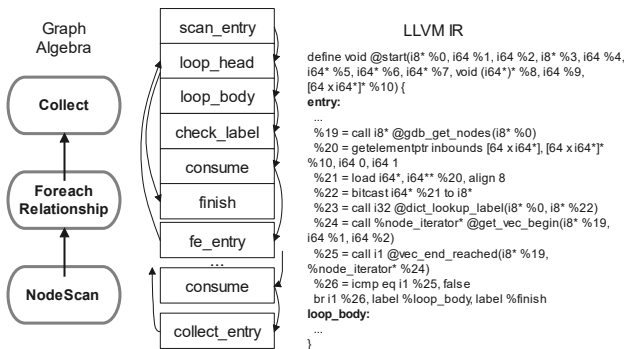 Graph
Algebra
Collect
Foreach
Relationship
NodeScan
scan_entry
loop_head
loop_body
check_label
consume
finish
fe_entry
...
consume
collect_entry
LLVM IR
define void @start(i8* %0, i64 %1, i64 %2, i8* %3, i64 %4,
i64* %5, i64* %6, i64* %7, void (i64*)* %8, i64 %9,
[64 x i64*]* %10) {
entry:
...
%19 = call i8* @gdb_get_nodes(i8* %0)
%20 = getelementptr inbounds [64 x i64*], [64 x i64*]*
%10, i64 0, i64 1
%21 = load i64*, i64** %20, align 8
%22 = bitcast i64* %21 to i8*
%23 = call i32 @dict_lookup_label(i8* %0, i8* %22)
%24 = call %node_iterator* @get_vec_begin(i8* %19,
i64 %1, i64 %2)
%25 = call i1 @vec_end_reached(i8* %19,
%node_iterator* %24)
%26 = icmp eq i1 %25, false
br i1 %26, label %loop_body, label %finish
loop_body:
...
}